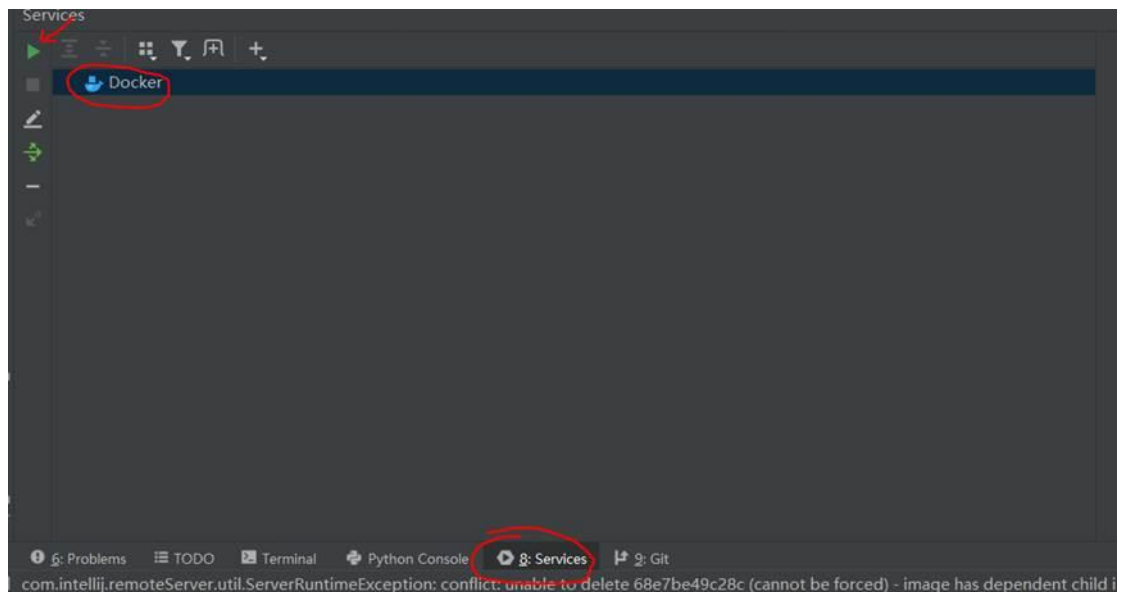 Services
Docker
6: Problems TODO Terminal Python Console 8: Services 9: Git
com.intellij.remoteServer.util.ServerRuntimeException: conflict: unable to delete 68e7be49c28c (cannot be forced) - image has dependent child i